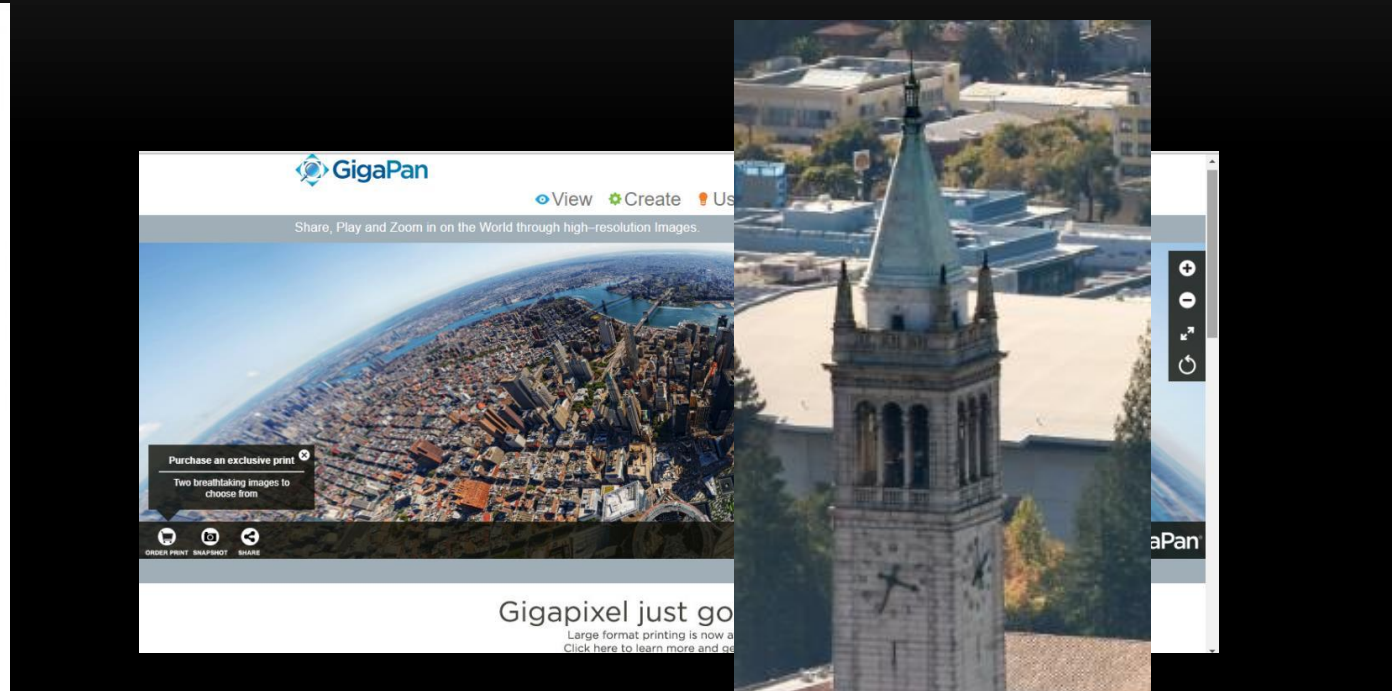 GigaPan
View Create Us
Share, Play and Zoom in on the World through high–resolution Images.
Purchase an exclusive print
Two breathtaking images to
choose from
ORDER PRINT SNAPSHOT SHARE
aPan
Gigapixel just go
Large format printing is now a
Click here to learn more and ge